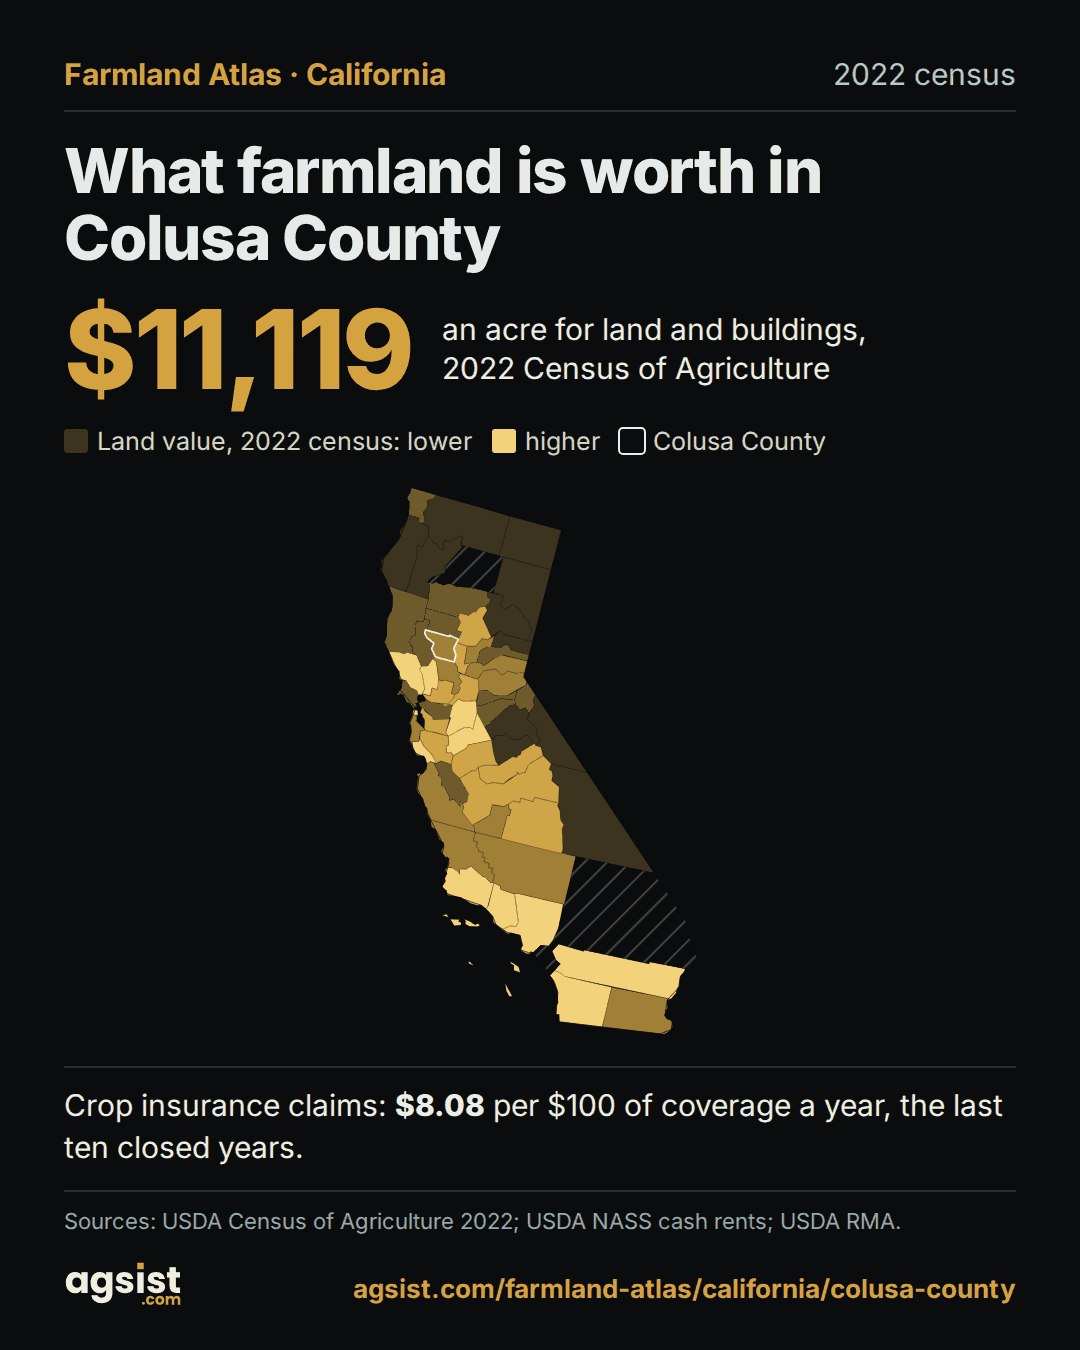 Farmland Atlas · California
2022 census
What farmland is worth in
Colusa County
$11,119
an acre for land and buildings,
2022 Census of Agriculture
Land value, 2022 census: lower
higher
Colusa County
Crop insurance claims: $8.08 per $100 of coverage a year, the last
ten closed years.
Sources: USDA Census of Agriculture 2022; USDA NASS cash rents; USDA RMA.
agsist
.com
agsist.com/farmland-atlas/california/colusa-county